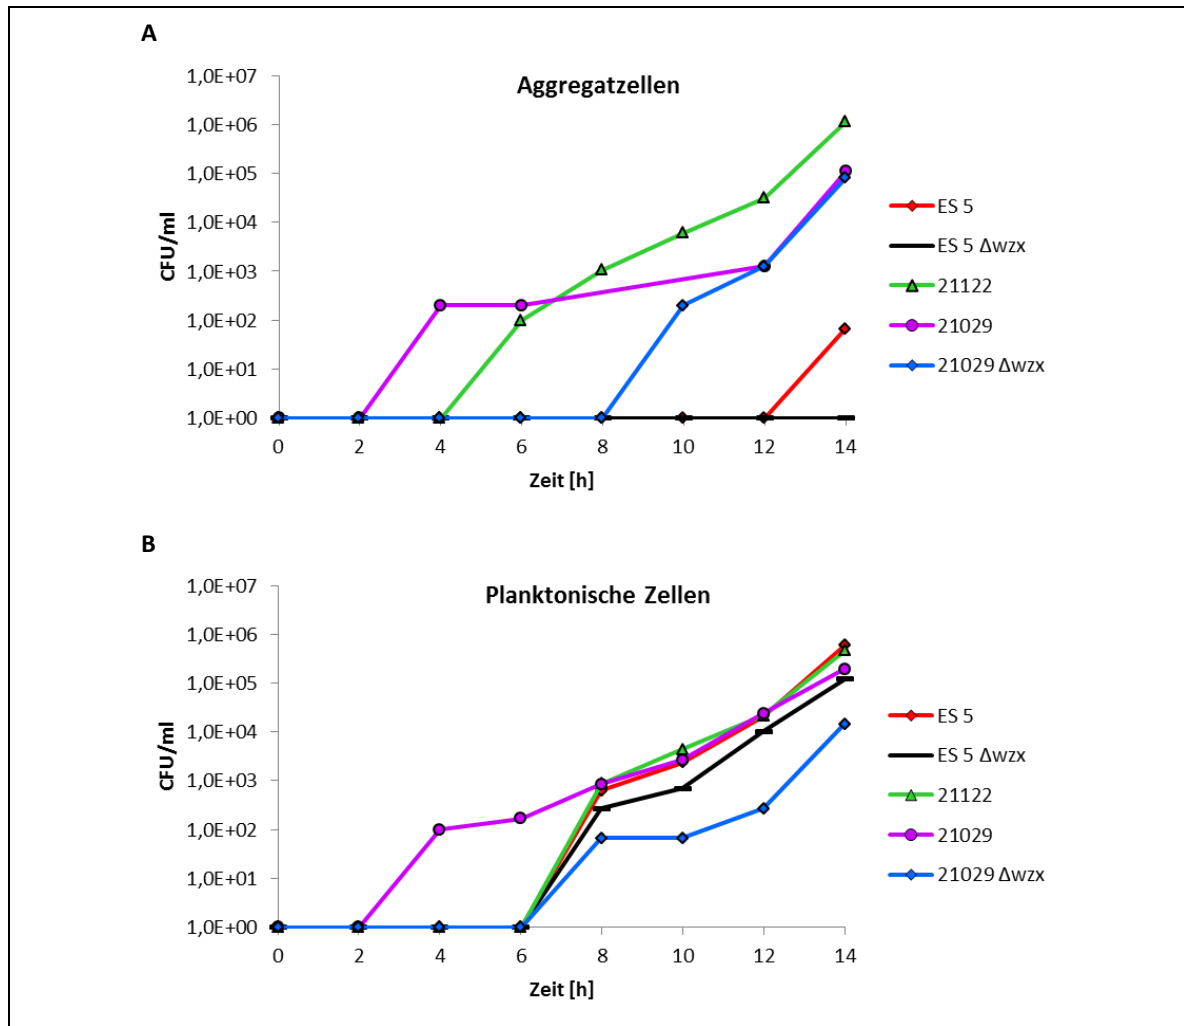 A
Aggregatzellen
CFU/ml
1,0E+07
1,0E+06
1,0E+05
1,0E+04
1,0E+03
1,0E+02
1,0E+01
1,0E+00
0 2 4 6 8 10 12 14
Zeit [h]
ES 5
ES 5 Δwzx
21122
21029
21029 Δwzx
B
Planktonische Zellen
CFU/ml
1,0E+07
1,0E+06
1,0E+05
1,0E+04
1,0E+03
1,0E+02
1,0E+01
1,0E+00
0 2 4 6 8 10 12 14
Zeit [h]
ES 5
ES 5 Δwzx
21122
21029
21029 Δwzx